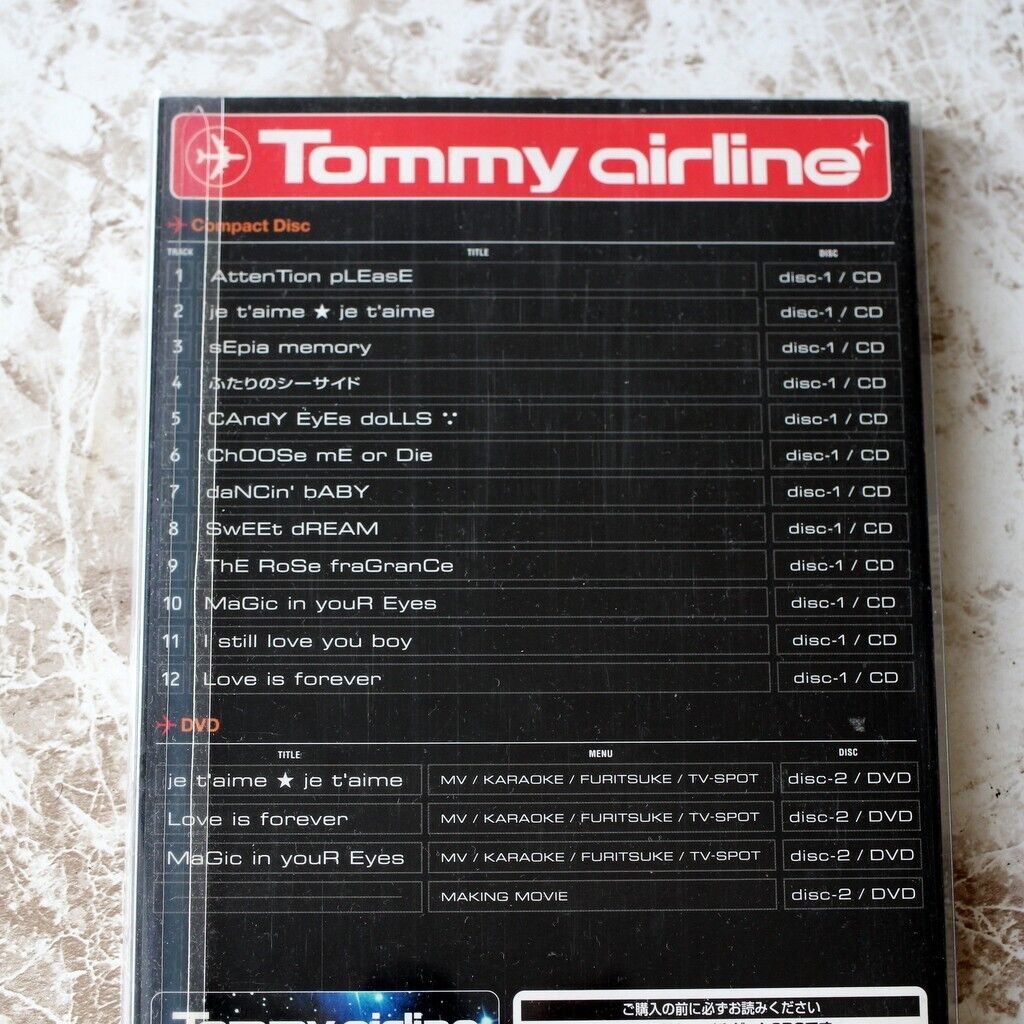 Tommy airline
Compact Disc
TRACK TITLE DISC
1 AttenTion pLEasE disc-1 / CD
2 je t'aime ★ je t'aime disc-1 / CD
3 sEpia memory disc-1 / CD
4 ふたりのシーサイド disc-1 / CD
5 CAndY EyEs doLLS ∵ disc-1 / CD
6 ChOOSe mE or Die disc-1 / CD
7 daNCin' bABY disc-1 / CD
8 SwEEt dREAM disc-1 / CD
9 ThE RoSe fraGranCe disc-1 / CD
10 MaGic in youR Eyes disc-1 / CD
11 I still love you boy disc-1 / CD
12 Love is forever disc-1 / CD
DVD
TITLE MENU DISC
je t'aime ★ je t'aime MV / KARAOKE / FURITSUKE / TV-SPOT disc-2 / DVD
Love is forever MV / KARAOKE / FURITSUKE / TV-SPOT disc-2 / DVD
MaGic in youR Eyes MV / KARAOKE / FURITSUKE / TV-SPOT disc-2 / DVD
MAKING MOVIE disc-2 / DVD
Tommy airline
ご購入の前に必ずお読みください